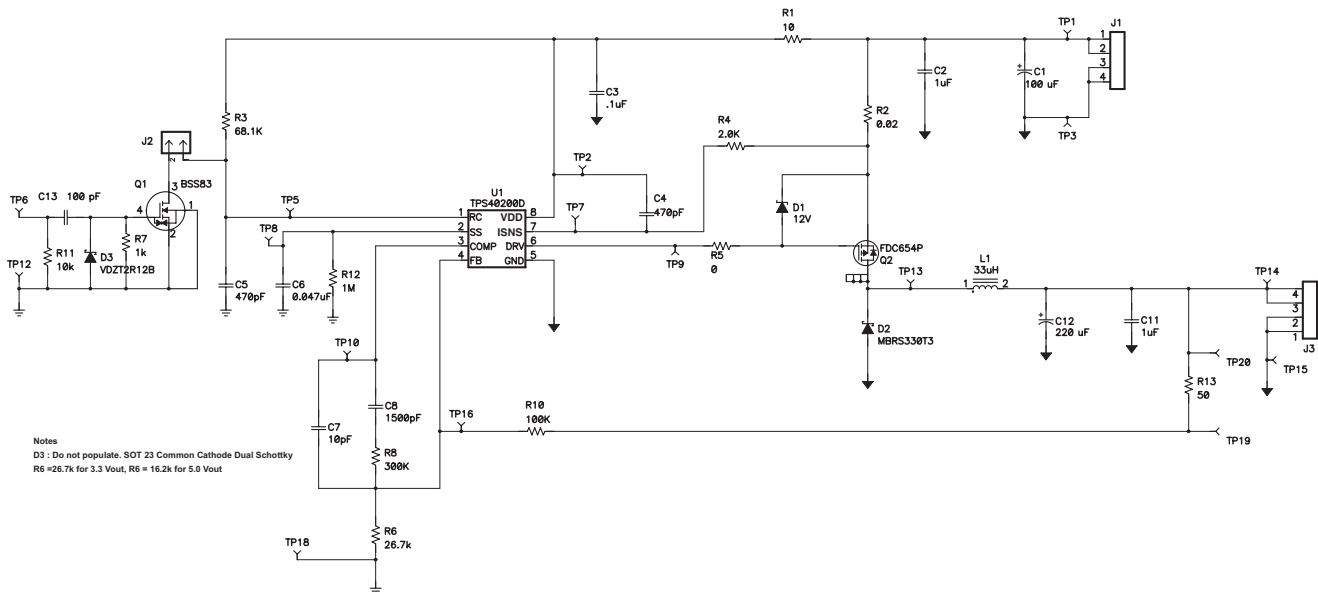 R1
10
TP1
J1
1
2
3
4
C3
.1uF
C2
1uF
+
C1
100 uF
TP3
R3
68.1K
R4
2.0K
R2
0.02
J2
2
1
C13
100 pF
Q1
BSS83
3
4
1
2
TP6
R11
10k
D3
VDZT2R12B
R7
1k
TP12
TP5
TP8
C5
470pF
C6
0.047uF
R12
1M
U1
TPS40200D
1
RC
VDD
8
2
SS
ISNS
7
3
COMP
DRV
6
4
FB
GND
5
TP2
C4
470pF
TP7
TP9
R5
0
D1
12V
FDC654P
Q2
TP13
L1
33uH
1
2
TP14
4
3
2
1
J3
D2
MBRS330T3
+
C12
220 uF
C11
1uF
TP20
TP15
R13
50
TP19
TP10
C8
1500pF
C7
10pF
R8
300K
TP16
R10
100K
R6
26.7k
TP18
Notes
D3 : Do not populate. SOT 23 Common Cathode Dual Schottky
R6 =26.7k for 3.3 Vout, R6 = 16.2k for 5.0 Vout